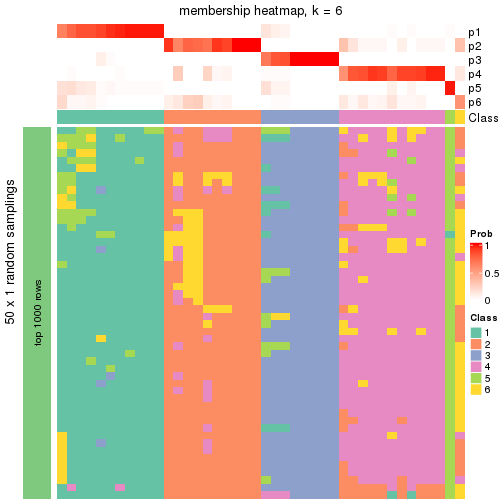 membership heatmap, k = 6
p1
p2
p3
p4
p5
p6
Class
50 x 1 random samplings
top 1000 rows
Prob
1
0.5
0
Class
1
2
3
4
5
6